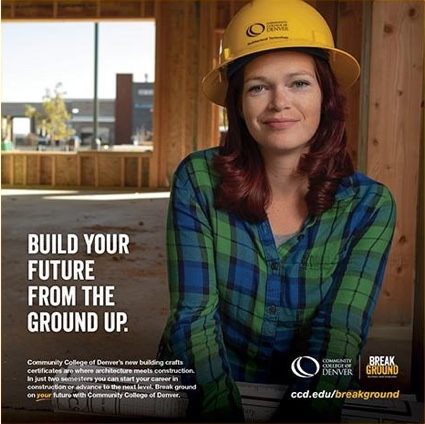 COMMUNITY
COLLEGE OF
DENVER
Architectural Technology
BUILD YOUR
FUTURE
FROM THE
GROUND UP.
Community College of Denver's new building crafts
certificates are where architecture meets construction.
In just two semesters you can start your career in
construction or advance to the next level. Break ground
on your future with Community College of Denver.
COMMUNITY
COLLEGE OF
DENVER
BREAK
GROUND
ccd.edu/breakground